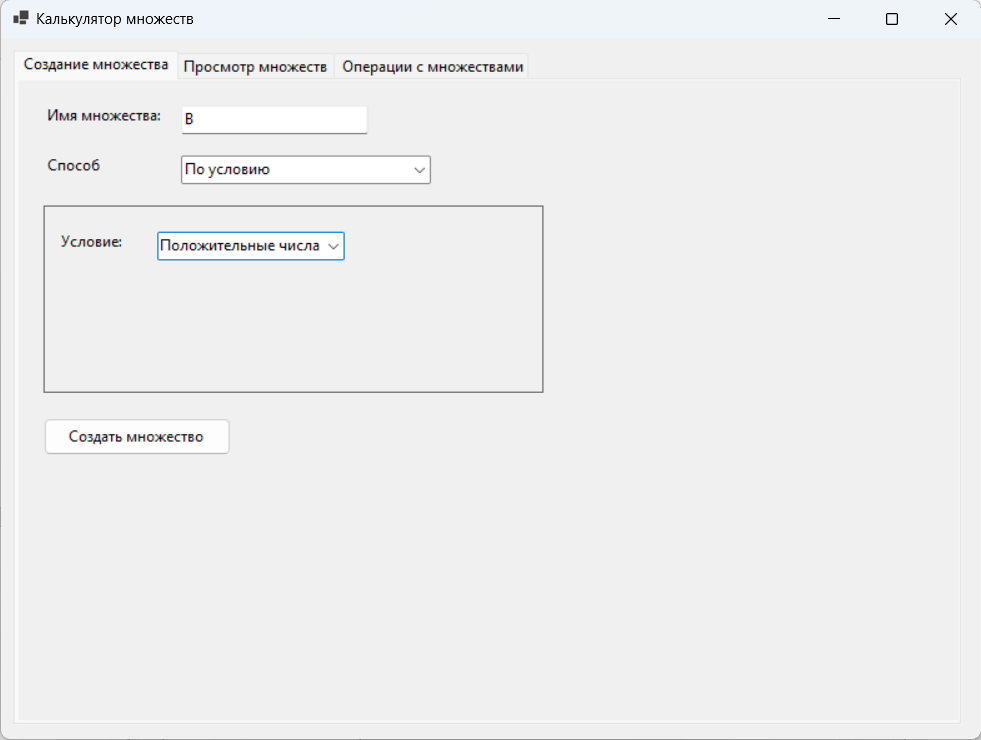 Калькулятор множеств
Создание множества Просмотр множеств Операции с множествами
Имя множества: B
Способ По условию
Условие: Положительные числа
Создать множество